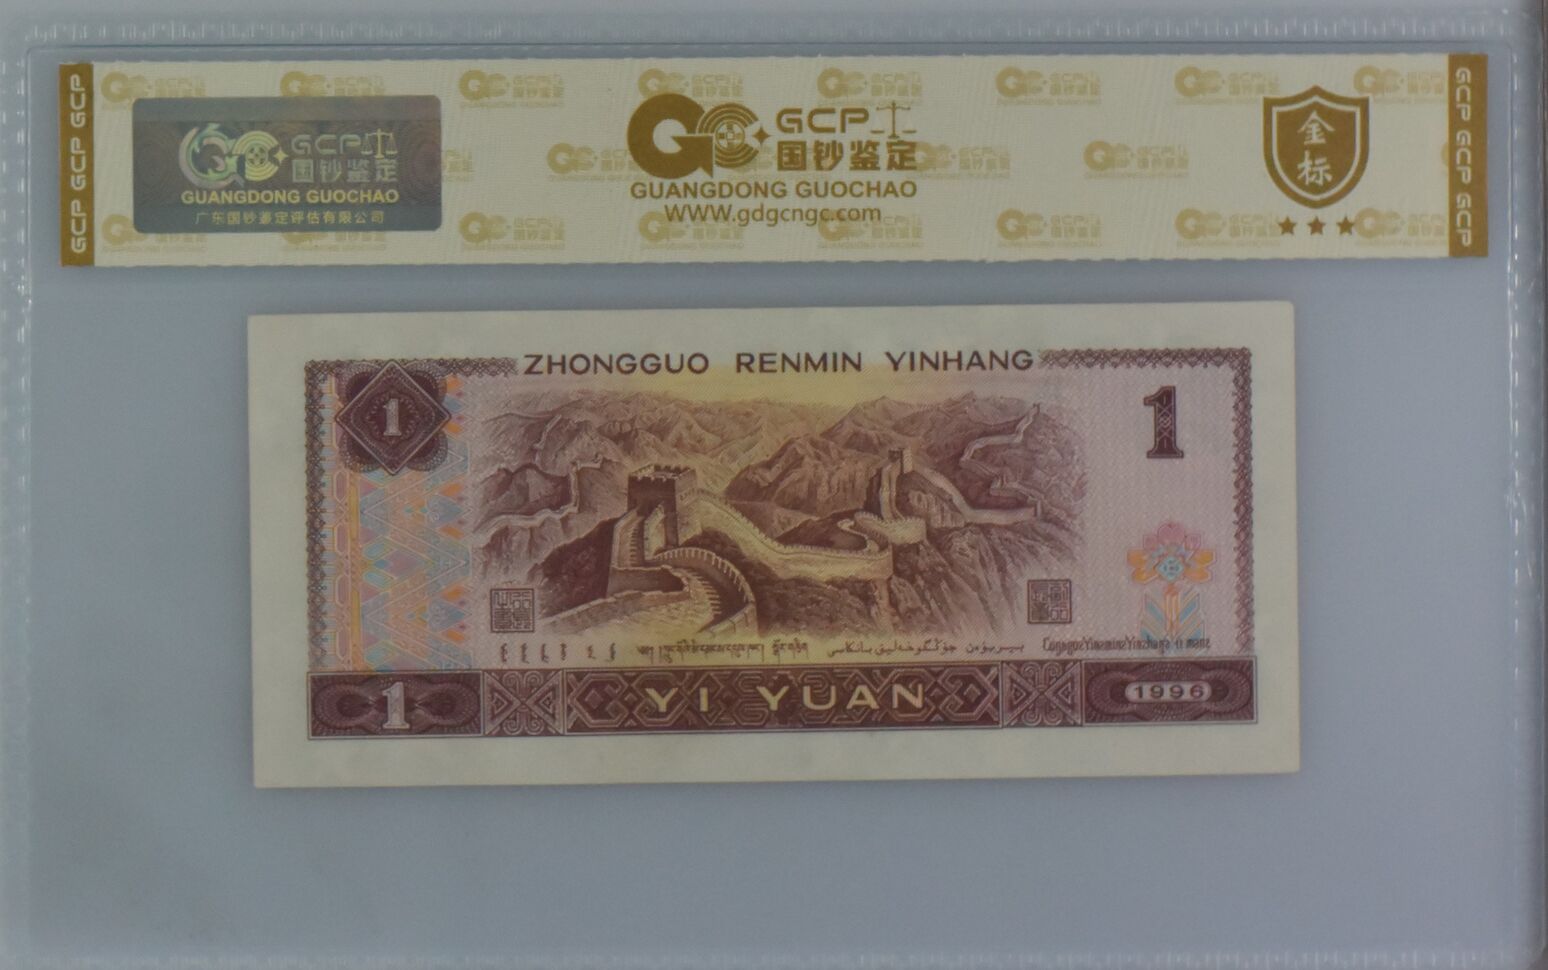 GCP GCP GCP
GCP
国钞鉴定
GUANGDONG GUOCHAO
广东国钞鉴定评估有限公司
GCP
国钞鉴定
GUANGDONG GUOCHAO
WWW.gdgcngc.com
金
标
GCP GCP GCP
ZHONGGUO RENMIN YINHANG
1
1
1
YI YUAN
1996